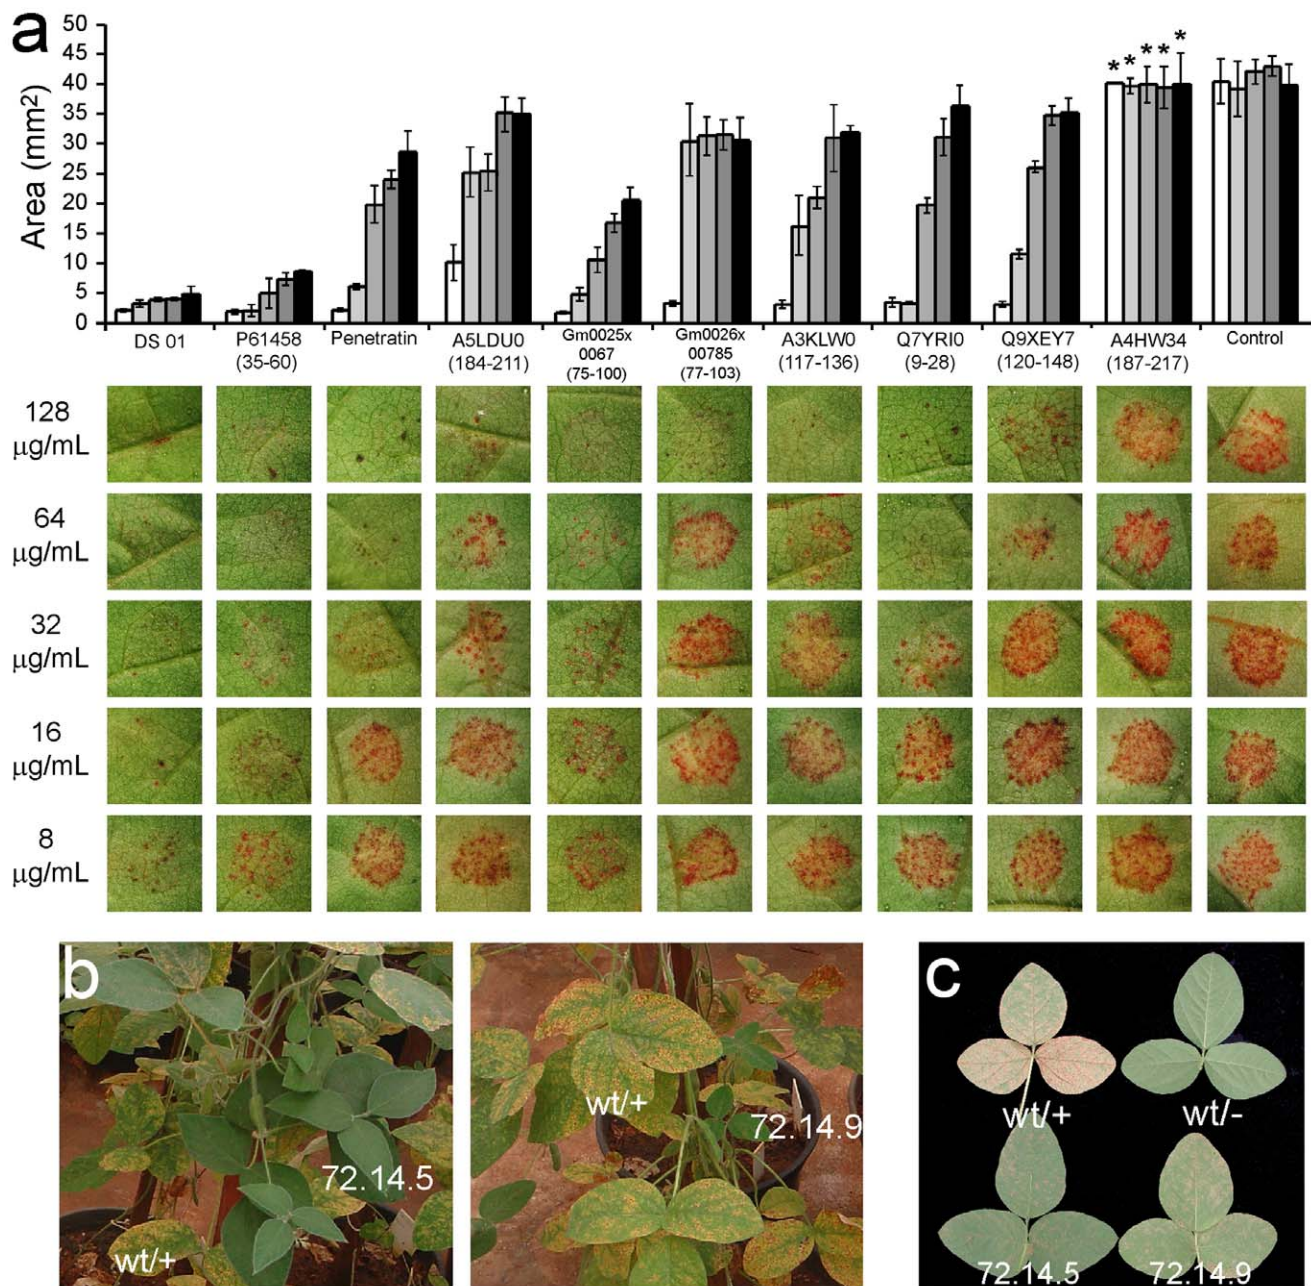 a
Area (mm²)
50
45
40
35
30
25
20
15
10
5
0
* * * * *
DS 01
P61458
(35-60)
Penetratin
A5LDU0
(184-211)
Gm0025x
0067
(75-100)
Gm0026x
00785
(77-103)
A3KLW0
(117-136)
Q7YRI0
(9-28)
Q9XEY7
(120-148)
A4HW34
(187-217)
Control
128
µg/mL
64
µg/mL
32
µg/mL
16
µg/mL
8
µg/mL
b
72.14.5
wt/+
wt/+
72.14.9
c
wt/+
wt/-
72.14.5
72.14.9